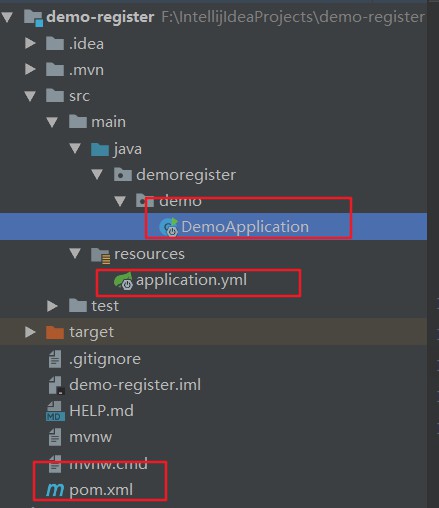 demo-register F:\IntellijIdeaProjects\demo-register
.idea
.mvn
src
main
java
demoregister
demo
DemoApplication
resources
application.yml
test
target
.gitignore
demo-register.iml
MD HELP.md
mvnw
mvnw.cmd
m pom.xml